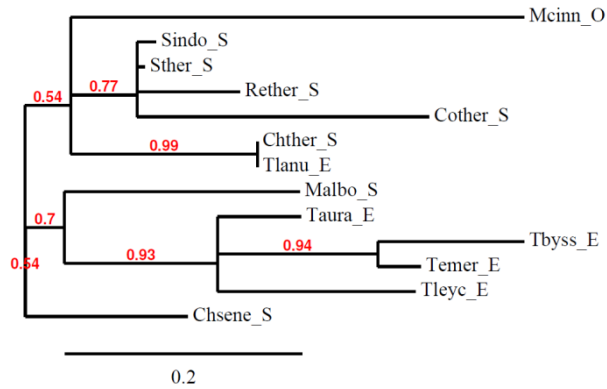 Mcinn_O
Sindo_S
Sther_S
0.77
Rether_S
0.54
Cother_S
Chther_S
0.99
Tlanu_E
Malbo_S
Taura_E
0.7
Tbyss_E
0.94
0.93
Temer_E
0.54
Tleyc_E
Chsene_S
0.2